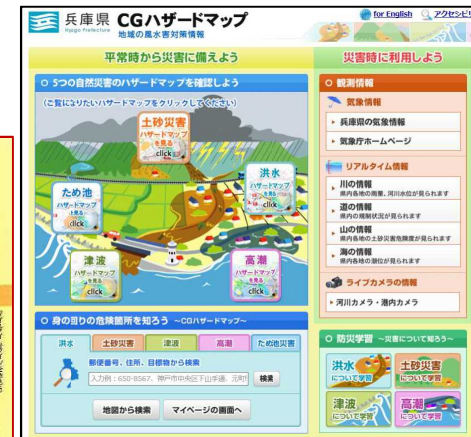 兵庫県 CGハザードマップ
Hyogo Prefecture 地域の風水害対策情報
for English アクセシビ
平常時から災害に備えよう
5つの自然災害のハザードマップを確認しよう
(ご覧になりたいハザードマップをクリックしてください)
土砂災害
ハザードマップ
を見る
click
洪水
ハザードマップ
を見る
click
ため池
ハザードマップ
を見る
click
津波
ハザードマップ
を見る
click
高潮
ハザードマップ
を見る
click
身の回りの危険箇所を知ろう ~CGハザードマップ~
洪水 土砂災害 津波 高潮 ため池災害
郵便番号、住所、目標物から検索
入力例:650-8567、神戸市中央区下山手通、元町 検索
地図から検索 マイページの画面へ
災害時に利用しよう
観測情報
気象情報
兵庫県の気象情報
気象庁ホームページ
リアルタイム情報
川の情報
県内各地の雨量、河川水位が見られます
道の情報
県内の規制状況が見られます
山の情報
県内各地の土砂災害危険度が見られます
海の情報
県内各地の潮位が見られます
ライブカメラの情報
河川カメラ・港内カメラ
防災学習 ~災害について知ろう~
洪水
について学習
土砂災害
について学習
津波
について学習
高潮
について学習